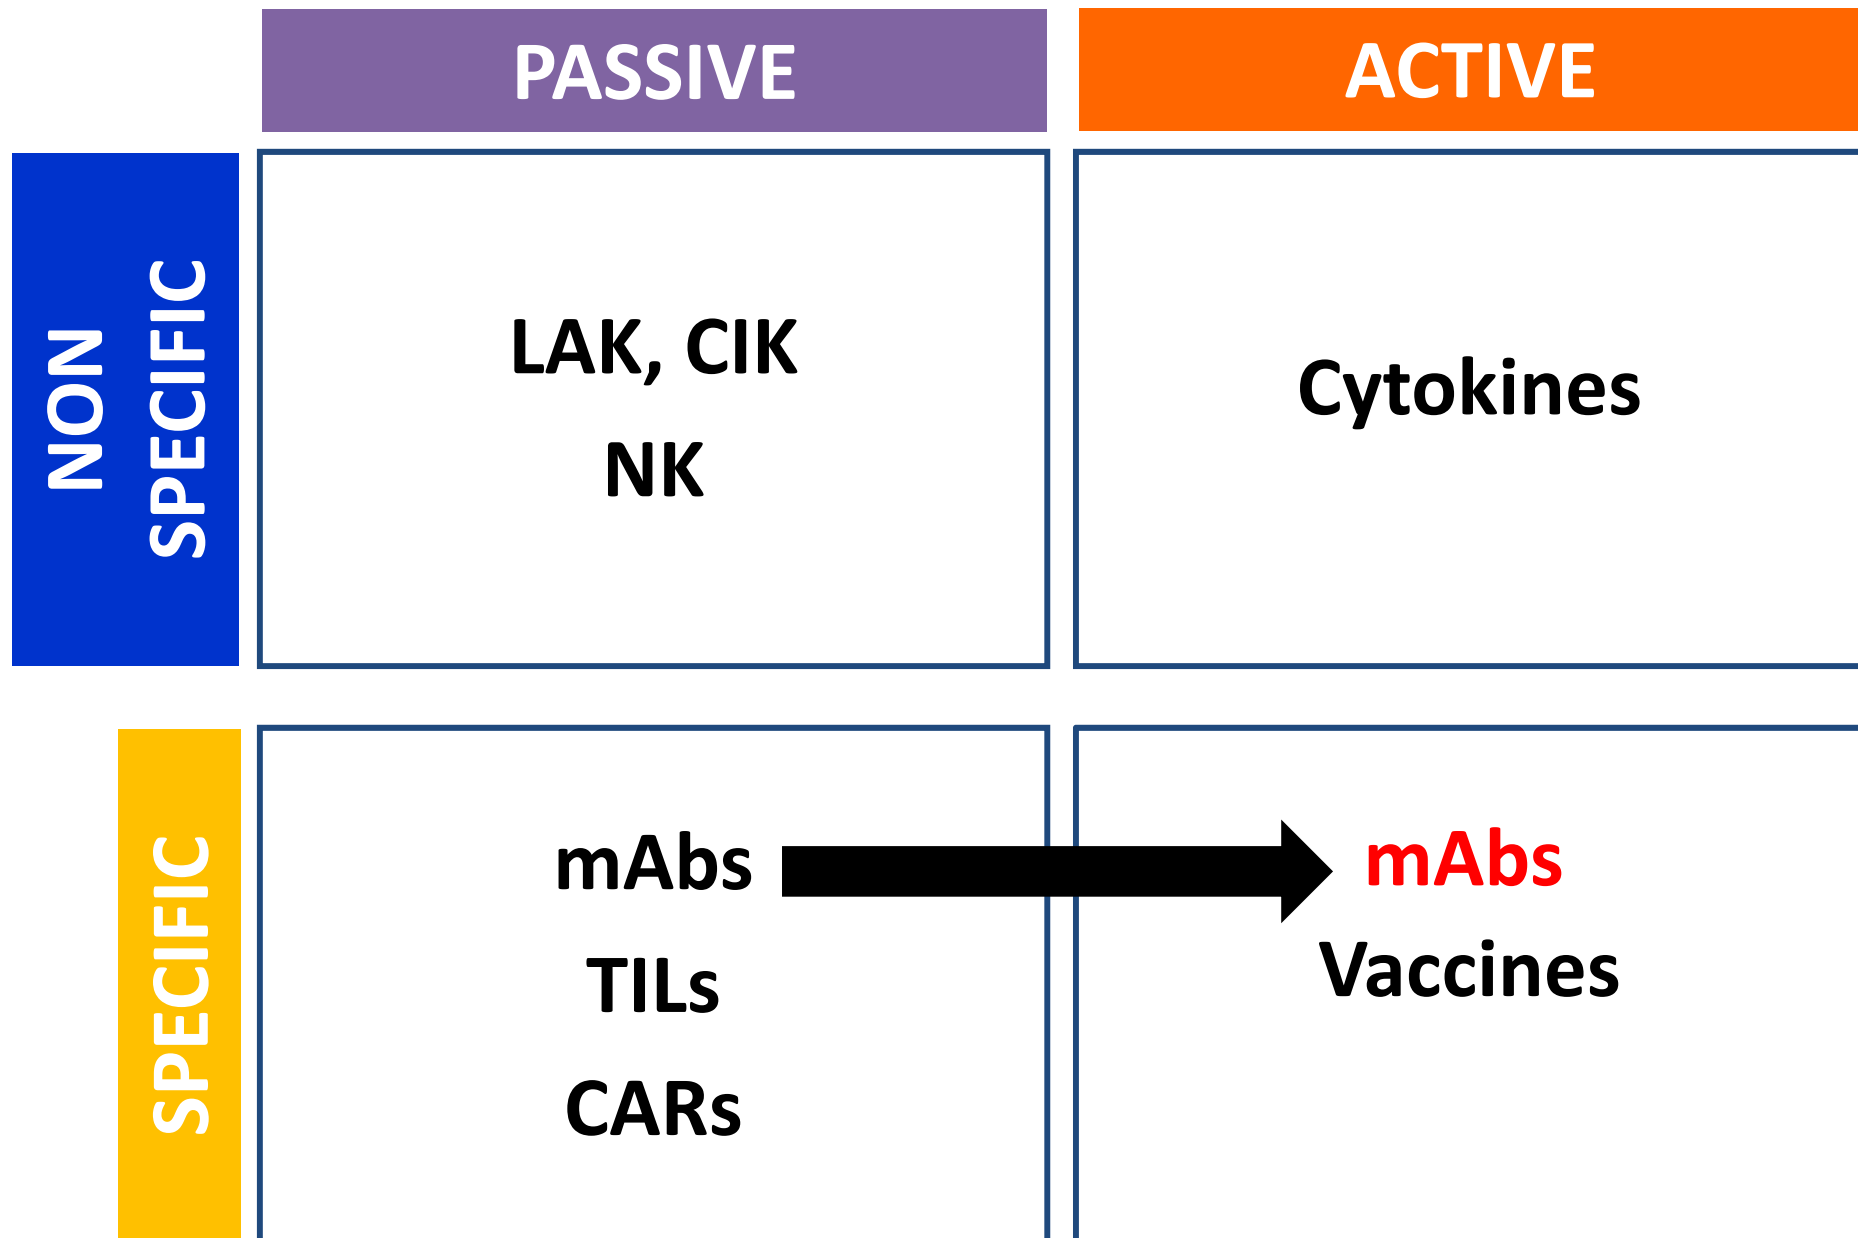 PASSIVE
ACTIVE
NON
SPECIFIC
LAK, CIK
NK
Cytokines
SPECIFIC
mAbs
TILs
CARs
mAbs
Vaccines